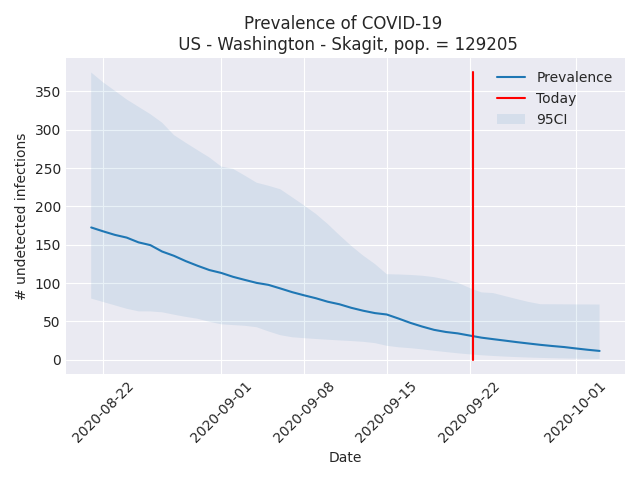 Prevalence of COVID-19
US - Washington - Skagit, pop. = 129205
Prevalence
Today
95CI
# undetected infections
350
300
250
200
150
100
50
0
2020-08-22
2020-09-01
2020-09-08
2020-09-15
2020-09-22
2020-10-01
Date